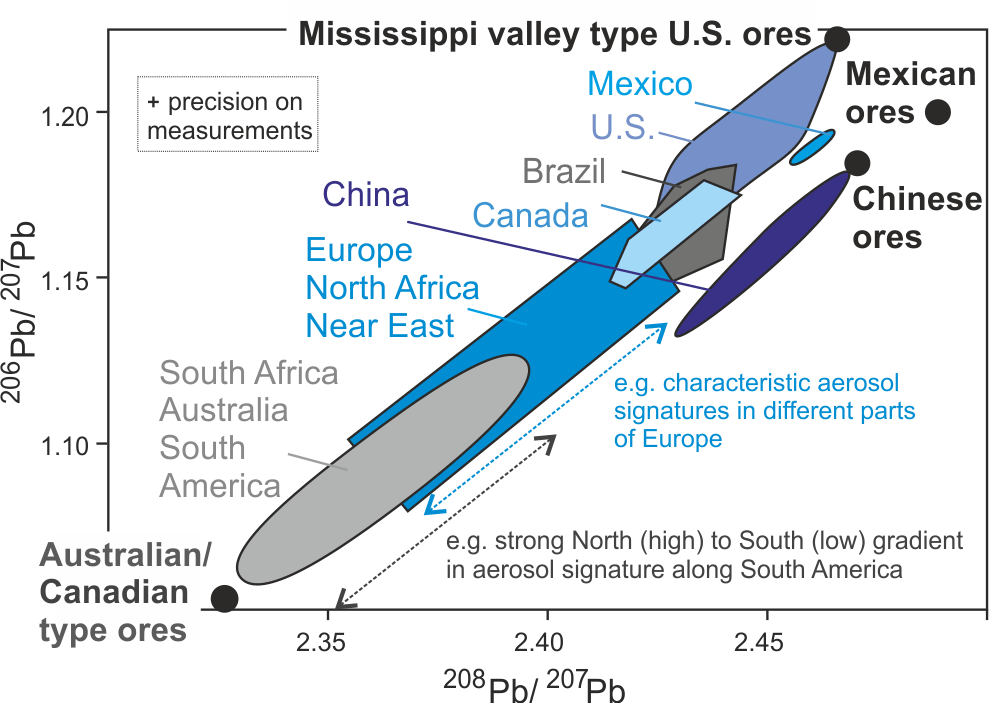 Mississippi valley type U.S. ores
Mexico
Mexican
ores
1.20
+ precision on
measurements
U.S.
Brazil
China
Chinese
ores
Canada
Europe
North Africa
Near East
1.15
206Pb/ 207Pb
South Africa
Australia
South
America
e.g. characteristic aerosol
signatures in different parts
of Europe
1.10
e.g. strong North (high) to South (low) gradient
in aerosol signature along South America
Australian/
Canadian
type ores
2.35
2.40
2.45
208Pb/ 207Pb